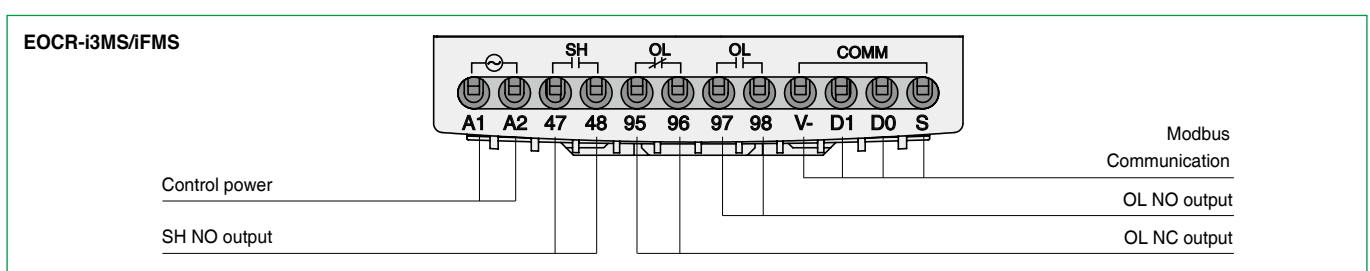 EOCR-i3MS/iFMS
SH OL OL COMM
A1 A2 47 48 95 96 97 98 V- D1 D0 S
Modbus
Communication
Control power
OL NO output
SH NO output
OL NC output